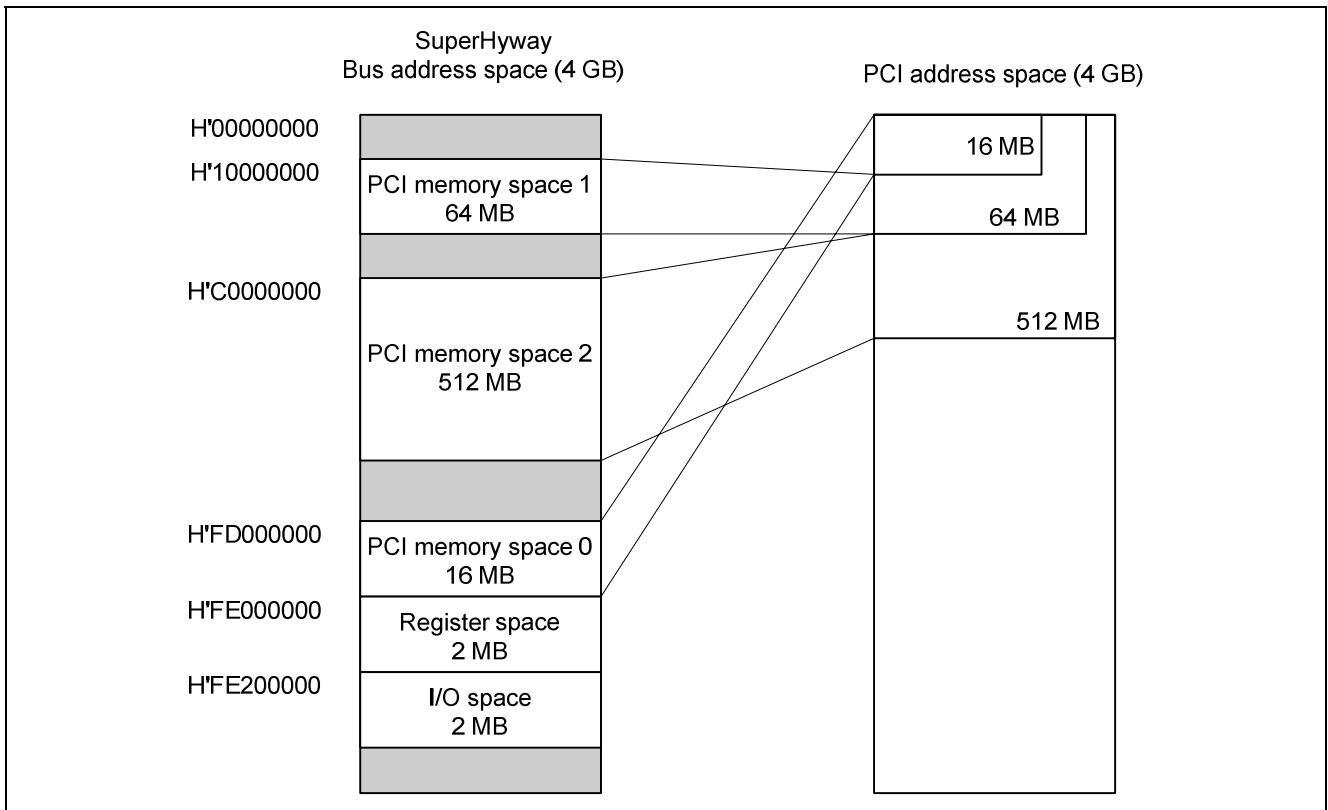 SuperHyway
Bus address space (4 GB)
PCI address space (4 GB)
H'00000000
H'10000000
H'C0000000
H'FD000000
H'FE000000
H'FE200000
PCI memory space 1
64 MB
PCI memory space 2
512 MB
PCI memory space 0
16 MB
Register space
2 MB
I/O space
2 MB
16 MB
64 MB
512 MB